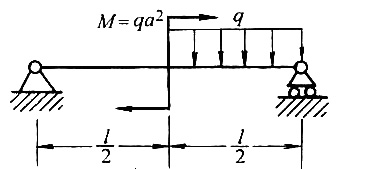 M = qa² q
l/2 l/2